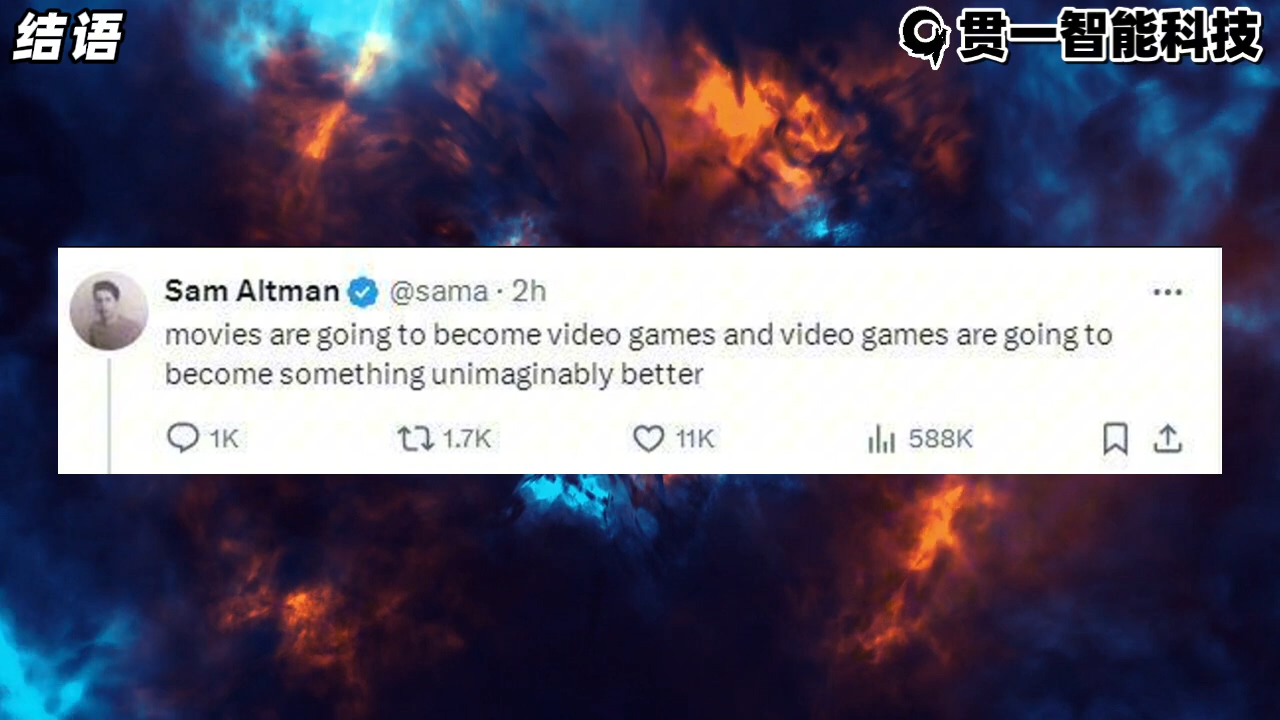 结语
贯一智能科技
Sam Altman @sama · 2h
movies are going to become video games and video games are going to
become something unimaginably better
1K 1.7K 11K 588K